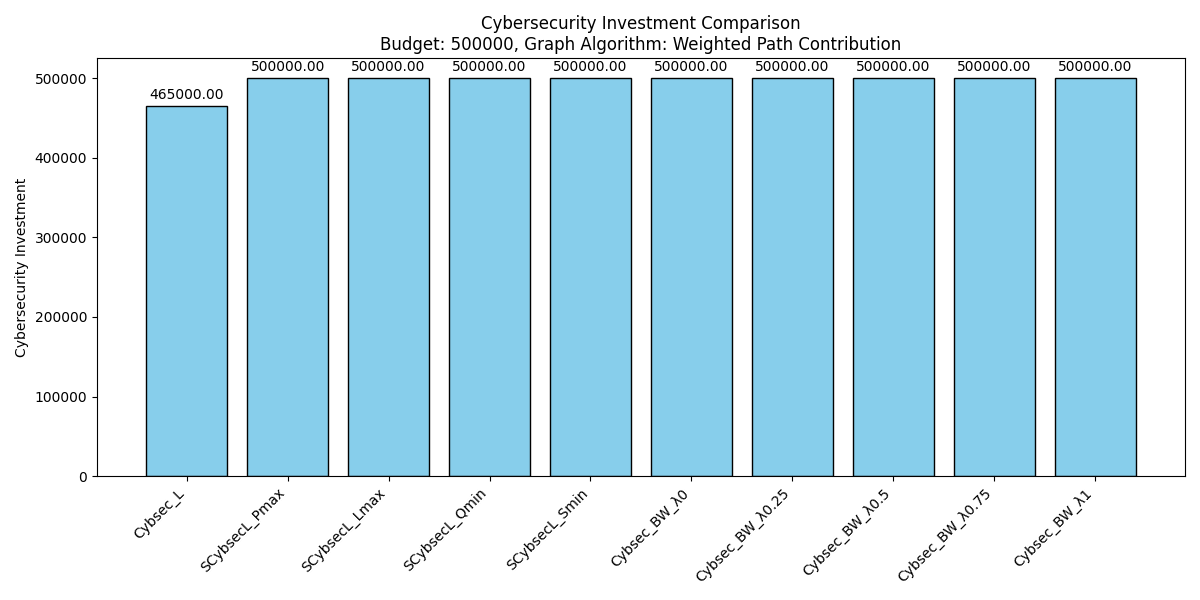 Cybersecurity Investment Comparison
Budget: 500000, Graph Algorithm: Weighted Path Contribution
Cybersecurity Investment
500000
400000
300000
200000
100000
0
465000.00
500000.00
500000.00
500000.00
500000.00
500000.00
500000.00
500000.00
500000.00
500000.00
Cybsec_L
SCybsecL_Pmax
SCybsecL_Lmax
SCybsecL_Qmin
SCybsecL_Smin
Cybsec_BW_λ0
Cybsec_BW_λ0.25
Cybsec_BW_λ0.5
Cybsec_BW_λ0.75
Cybsec_BW_λ1